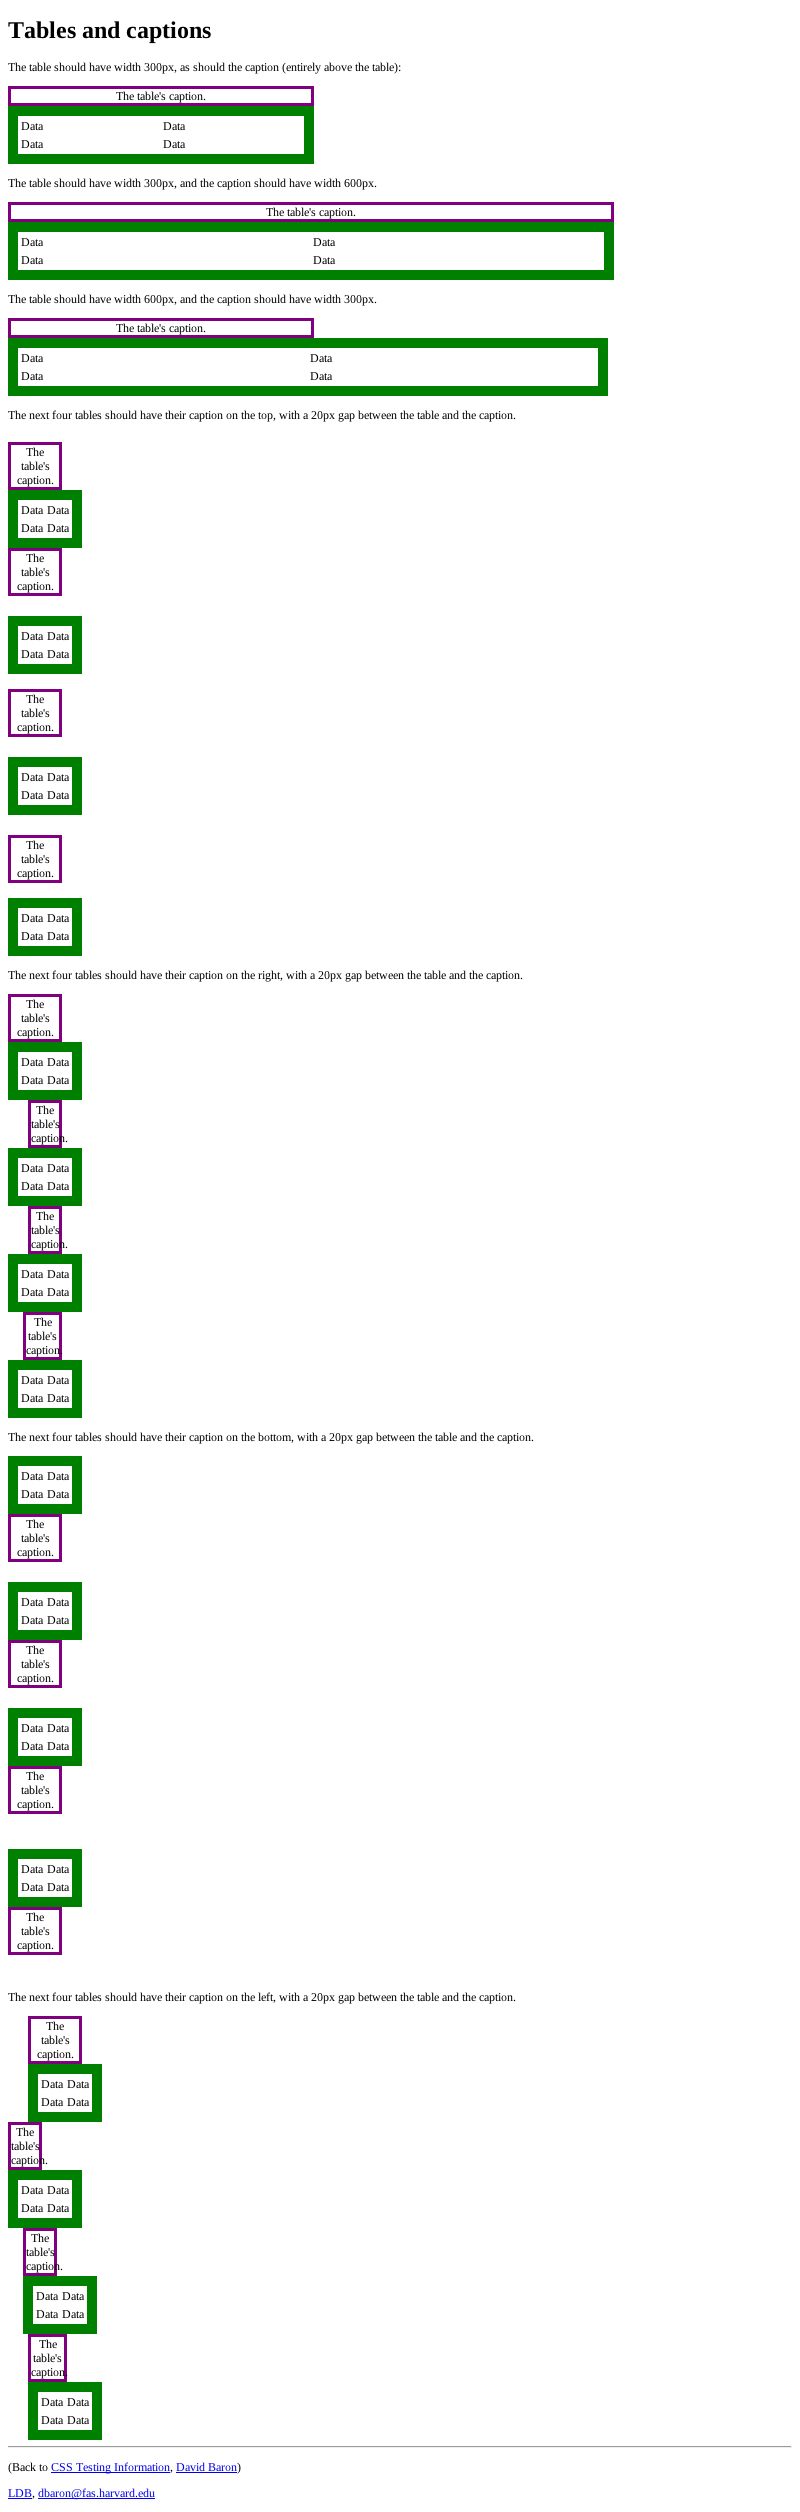 Tables and captions
The table should have width 300px, as should the caption (entirely above the table):
The table's caption.
Data Data
Data Data
The table should have width 300px, and the caption should have width 600px.
The table's caption.
Data Data
Data Data
The table should have width 600px, and the caption should have width 300px.
The table's caption.
Data Data
Data Data
The next four tables should have their caption on the top, with a 20px gap between the table and the caption.
The
table's
caption.
Data Data
Data Data
The
table's
caption.
Data Data
Data Data
The
table's
caption.
Data Data
Data Data
The
table's
caption.
Data Data
Data Data
The next four tables should have their caption on the right, with a 20px gap between the table and the caption.
The
table's
caption.
Data Data
Data Data
The
table's
caption.
Data Data
Data Data
The
table's
caption.
Data Data
Data Data
The
table's
caption.
Data Data
Data Data
The next four tables should have their caption on the bottom, with a 20px gap between the table and the caption.
Data Data
Data Data
The
table's
caption.
Data Data
Data Data
The
table's
caption.
Data Data
Data Data
The
table's
caption.
Data Data
Data Data
The
table's
caption.
The next four tables should have their caption on the left, with a 20px gap between the table and the caption.
The
table's
caption.
Data Data
Data Data
The
table's
caption.
Data Data
Data Data
The
table's
caption.
Data Data
Data Data
The
table's
caption.
Data Data
Data Data
(Back to CSS Testing Information, David Baron)
LDB, dbaron@fas.harvard.edu